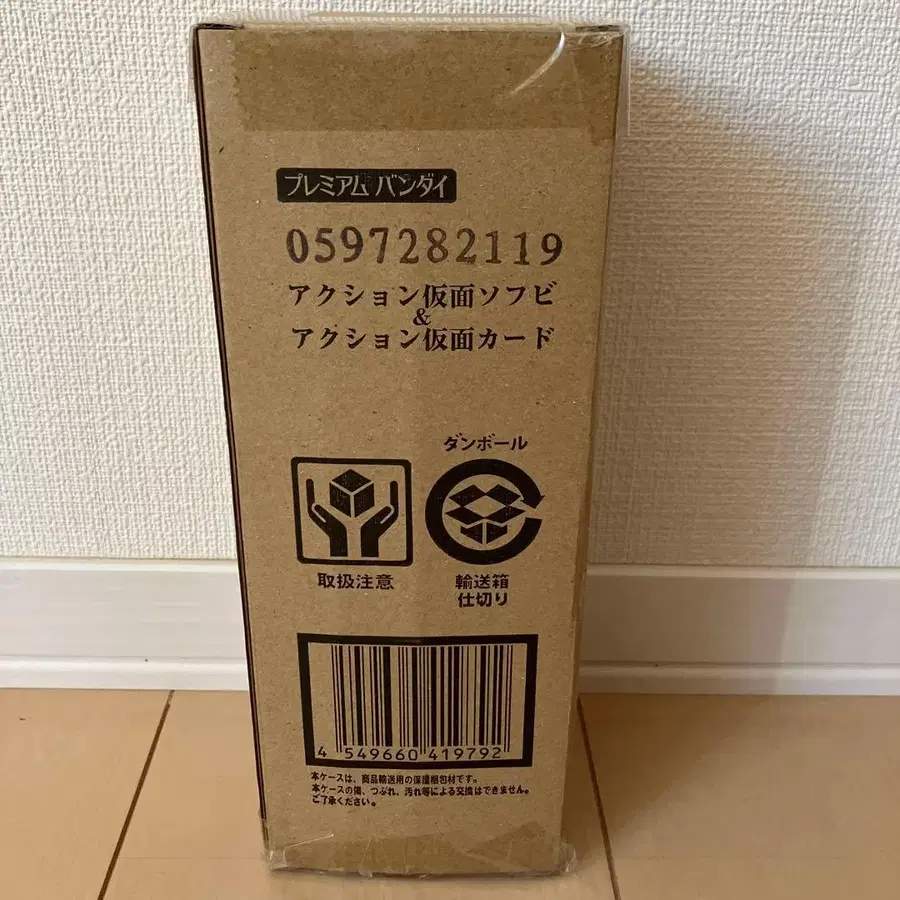 プレミアム バンダイ
0597282119
アクション仮面ソフビ
&
アクション仮面カード
ダンボール
取扱注意
輸送箱
仕切り
4 549660 419792
本ケースは、商品輸送用の保護梱包材です。
本ケースの傷、つぶれ、汚れ等による交換はできません。
ご了承ください。